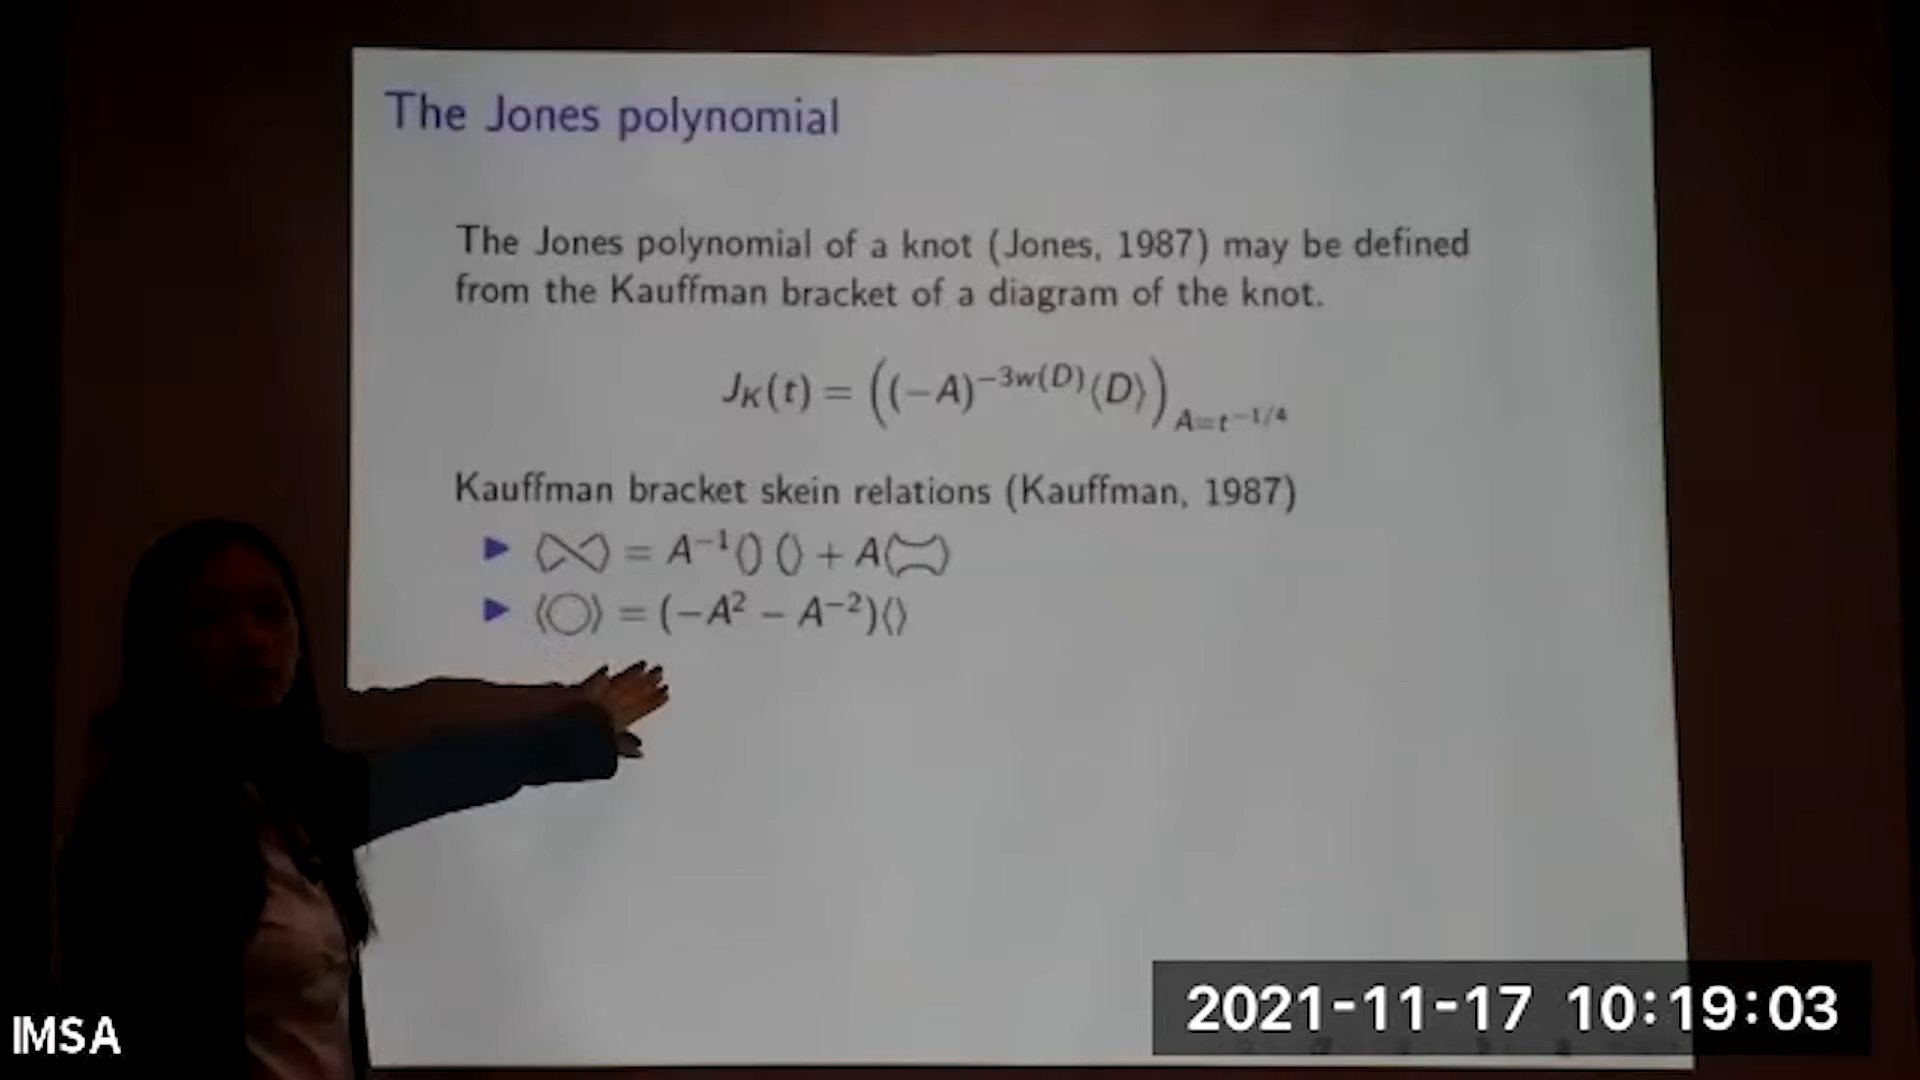 The Jones polynomial
The Jones polynomial of a knot (Jones, 1987) may be defined
from the Kauffman bracket of a diagram of the knot.
J_K(t) = ((−A)^{−3w(D)}⟨D⟩)_{A=t^{−1/4}}
Kauffman bracket skein relations (Kauffman, 1987)
▶ ⟨⤫⟩ = A^{−1}⟨)(⟩ + A⟨≍⟩
▶ ⟨◯⟩ = (−A² − A^{−2})⟨⟩
2021-11-17 10:19:03
IMSA